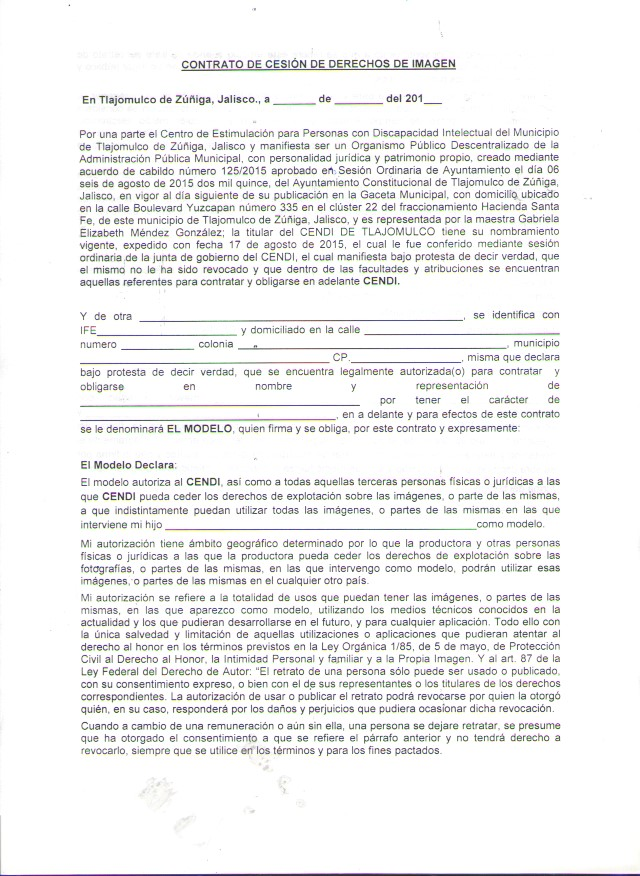 CONTRATO DE CESIÓN DE DERECHOS DE IMAGEN
En Tlajomulco de Zúñiga, Jalisco., a _______ de ________ del 201___
Por una parte el Centro de Estimulación para Personas con Discapacidad Intelectual del Municipio
de Tlajomulco de Zúñiga, Jalisco y manifiesta ser un Organismo Público Descentralizado de la
Administración Pública Municipal, con personalidad jurídica y patrimonio propio, creado mediante
acuerdo de cabildo número 125/2015 aprobado en Sesión Ordinaria de Ayuntamiento el día 06
seis de agosto de 2015 dos mil quince, del Ayuntamiento Constitucional de Tlajomulco de Zúñiga,
Jalisco, en vigor al día siguiente de su publicación en la Gaceta Municipal, con domicilio ubicado
en la calle Boulevard Yuzcapan número 335 en el clúster 22 del fraccionamiento Hacienda Santa
Fe, de este municipio de Tlajomulco de Zúñiga, Jalisco, y es representada por la maestra Gabriela
Elizabeth Méndez González; la titular del CENDI DE TLAJOMULCO tiene su nombramiento
vigente, expedido con fecha 17 de agosto de 2015, el cual le fue conferido mediante sesión
ordinaria de la junta de gobierno del CENDI, el cual manifiesta bajo protesta de decir verdad, que
el mismo no le ha sido revocado y que dentro de las facultades y atribuciones se encuentran
aquellas referentes para contratar y obligarse en adelante CENDI.
Y de otra ____________________, se identifica con
IFE____________________ y domiciliado en la calle ____________________
numero __________ colonia ____________________, municipio
____________________ CP.____________________, misma que declara
bajo protesta de decir verdad, que se encuentra legalmente autorizada(o) para contratar y
obligarse en nombre y representación de
____________________ por tener el carácter de
____________________, en a delante y para efectos de este contrato
se le denominará EL MODELO, quien firma y se obliga, por este contrato y expresamente:
El Modelo Declara:
El modelo autoriza al CENDI, así como a todas aquellas terceras personas físicas o jurídicas a las
que CENDI pueda ceder los derechos de explotación sobre las imágenes, o parte de las mismas,
a que indistintamente puedan utilizar todas las imágenes, o partes de las mismas en las que
interviene mi hijo ____________________como modelo.
Mi autorización tiene ámbito geográfico determinado por lo que la productora y otras personas
físicas o jurídicas a las que la productora pueda ceder los derechos de explotación sobre las
fotografías, o partes de las mismas, en las que intervengo como modelo, podrán utilizar esas
imágenes, o partes de las mismas en el cualquier otro país.
Mi autorización se refiere a la totalidad de usos que puedan tener las imágenes, o partes de las
mismas, en las que aparezco como modelo, utilizando los medios técnicos conocidos en la
actualidad y los que pudieran desarrollarse en el futuro, y para cualquier aplicación. Todo ello con
la única salvedad y limitación de aquellas utilizaciones o aplicaciones que pudieran atentar al
derecho al honor en los términos previstos en la Ley Orgánica 1/85, de 5 de mayo, de Protección
Civil al Derecho al Honor, la Intimidad Personal y familiar y a la Propia Imagen. Y al art. 87 de la
Ley Federal del Derecho de Autor: “El retrato de una persona sólo puede ser usado o publicado,
con su consentimiento expreso, o bien con el de sus representantes o los titulares de los derechos
correspondientes. La autorización de usar o publicar el retrato podrá revocarse por quien la otorgó
quién, en su caso, responderá por los daños y perjuicios que pudiera ocasionar dicha revocación.
Cuando a cambio de una remuneración o aún sin ella, una persona se dejare retratar, se presume
que ha otorgado el consentimiento a que se refiere el párrafo anterior y no tendrá derecho a
revocarlo, siempre que se utilice en los términos y para los fines pactados.